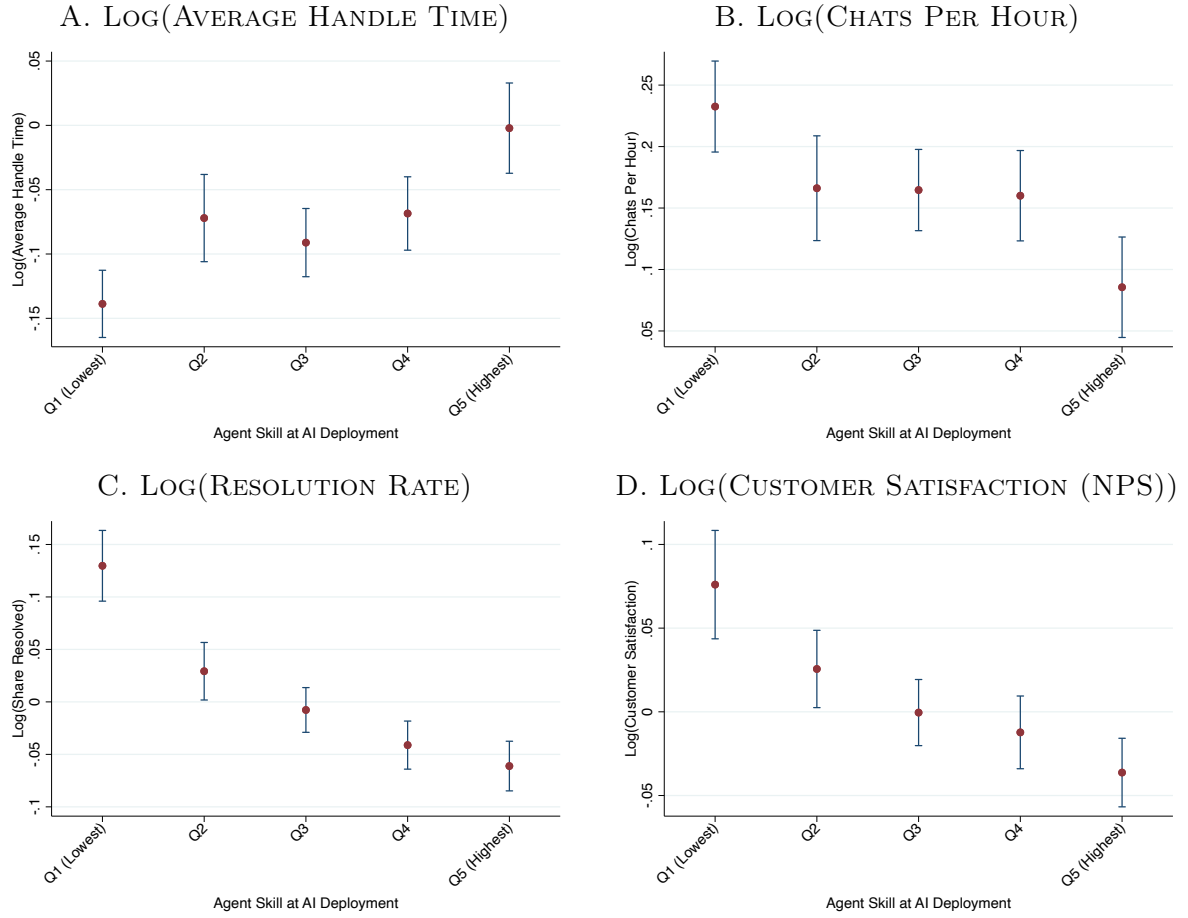 A. LOG(AVERAGE HANDLE TIME)
Log(Average Handle Time)
.05
0
-.05
-.1
-.15
Q1 (Lowest)
Q2
Q3
Q4
Q5 (Highest)
Agent Skill at AI Deployment
B. LOG(CHATS PER HOUR)
Log(Chats Per Hour)
.25
.2
.15
.1
.05
Q1 (Lowest)
Q2
Q3
Q4
Q5 (Highest)
Agent Skill at AI Deployment
C. LOG(RESOLUTION RATE)
Log(Share Resolved)
.15
.1
.05
0
-.05
-.1
Q1 (Lowest)
Q2
Q3
Q4
Q5 (Highest)
Agent Skill at AI Deployment
D. LOG(CUSTOMER SATISFACTION (NPS))
Log(Customer Satisfaction)
.1
.05
0
-.05
Q1 (Lowest)
Q2
Q3
Q4
Q5 (Highest)
Agent Skill at AI Deployment